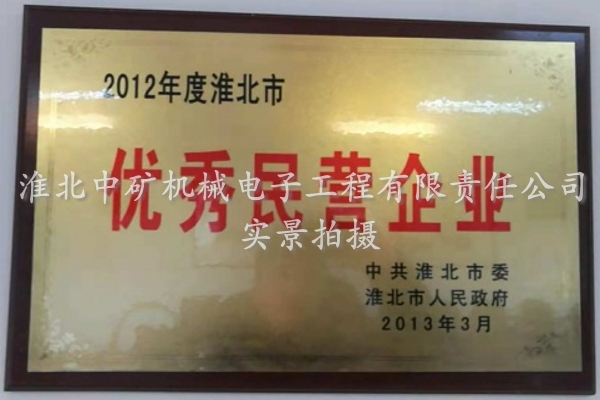 2012年度淮北市
优秀民营企业
淮北中矿机械电子工程有限责任公司
实景拍摄
中共淮北市委
淮北市人民政府
2013年3月